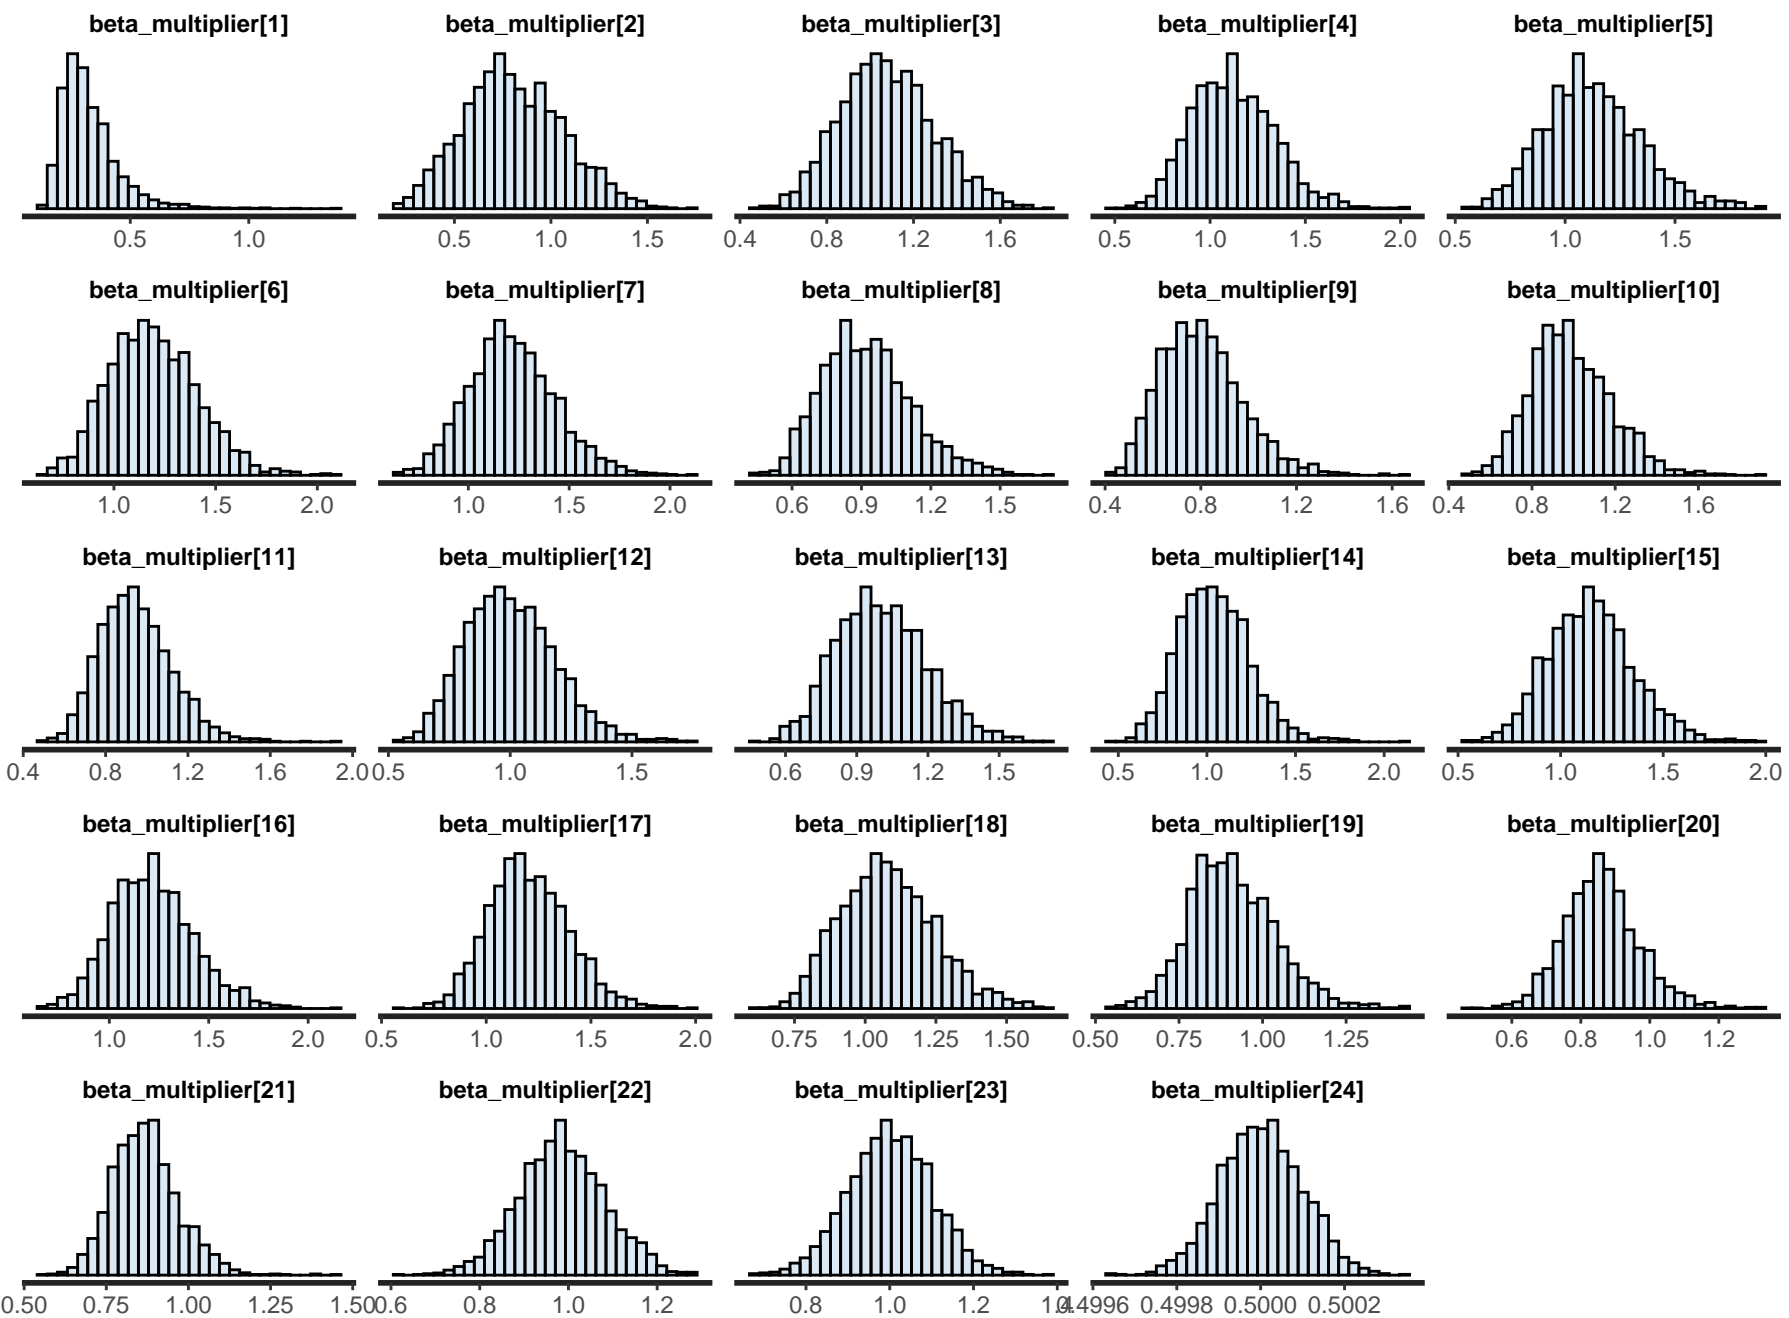 beta_multiplier[1] beta_multiplier[2] beta_multiplier[3] beta_multiplier[4] beta_multiplier[5]
0.5 1.0 0.5 1.0 1.5 0.4 0.8 1.2 1.6 0.5 1.0 1.5 2.0 0.5 1.0 1.5
beta_multiplier[6] beta_multiplier[7] beta_multiplier[8] beta_multiplier[9] beta_multiplier[10]
1.0 1.5 2.0 1.0 1.5 2.0 0.6 0.9 1.2 1.5 0.4 0.8 1.2 1.6 0.4 0.8 1.2 1.6
beta_multiplier[11] beta_multiplier[12] beta_multiplier[13] beta_multiplier[14] beta_multiplier[15]
0.4 0.8 1.2 1.6 2.0 0.5 1.0 1.5 0.6 0.9 1.2 1.5 0.5 1.0 1.5 2.0 0.5 1.0 1.5 2.0
beta_multiplier[16] beta_multiplier[17] beta_multiplier[18] beta_multiplier[19] beta_multiplier[20]
1.0 1.5 2.0 0.5 1.0 1.5 2.0 0.75 1.00 1.25 1.50 0.50 0.75 1.00 1.25 0.6 0.8 1.0 1.2
beta_multiplier[21] beta_multiplier[22] beta_multiplier[23] beta_multiplier[24]
0.50 0.75 1.00 1.25 1.50 0.6 0.8 1.0 1.2 0.8 1.0 1.2 1.4 0.4996 0.4998 0.5000 0.5002